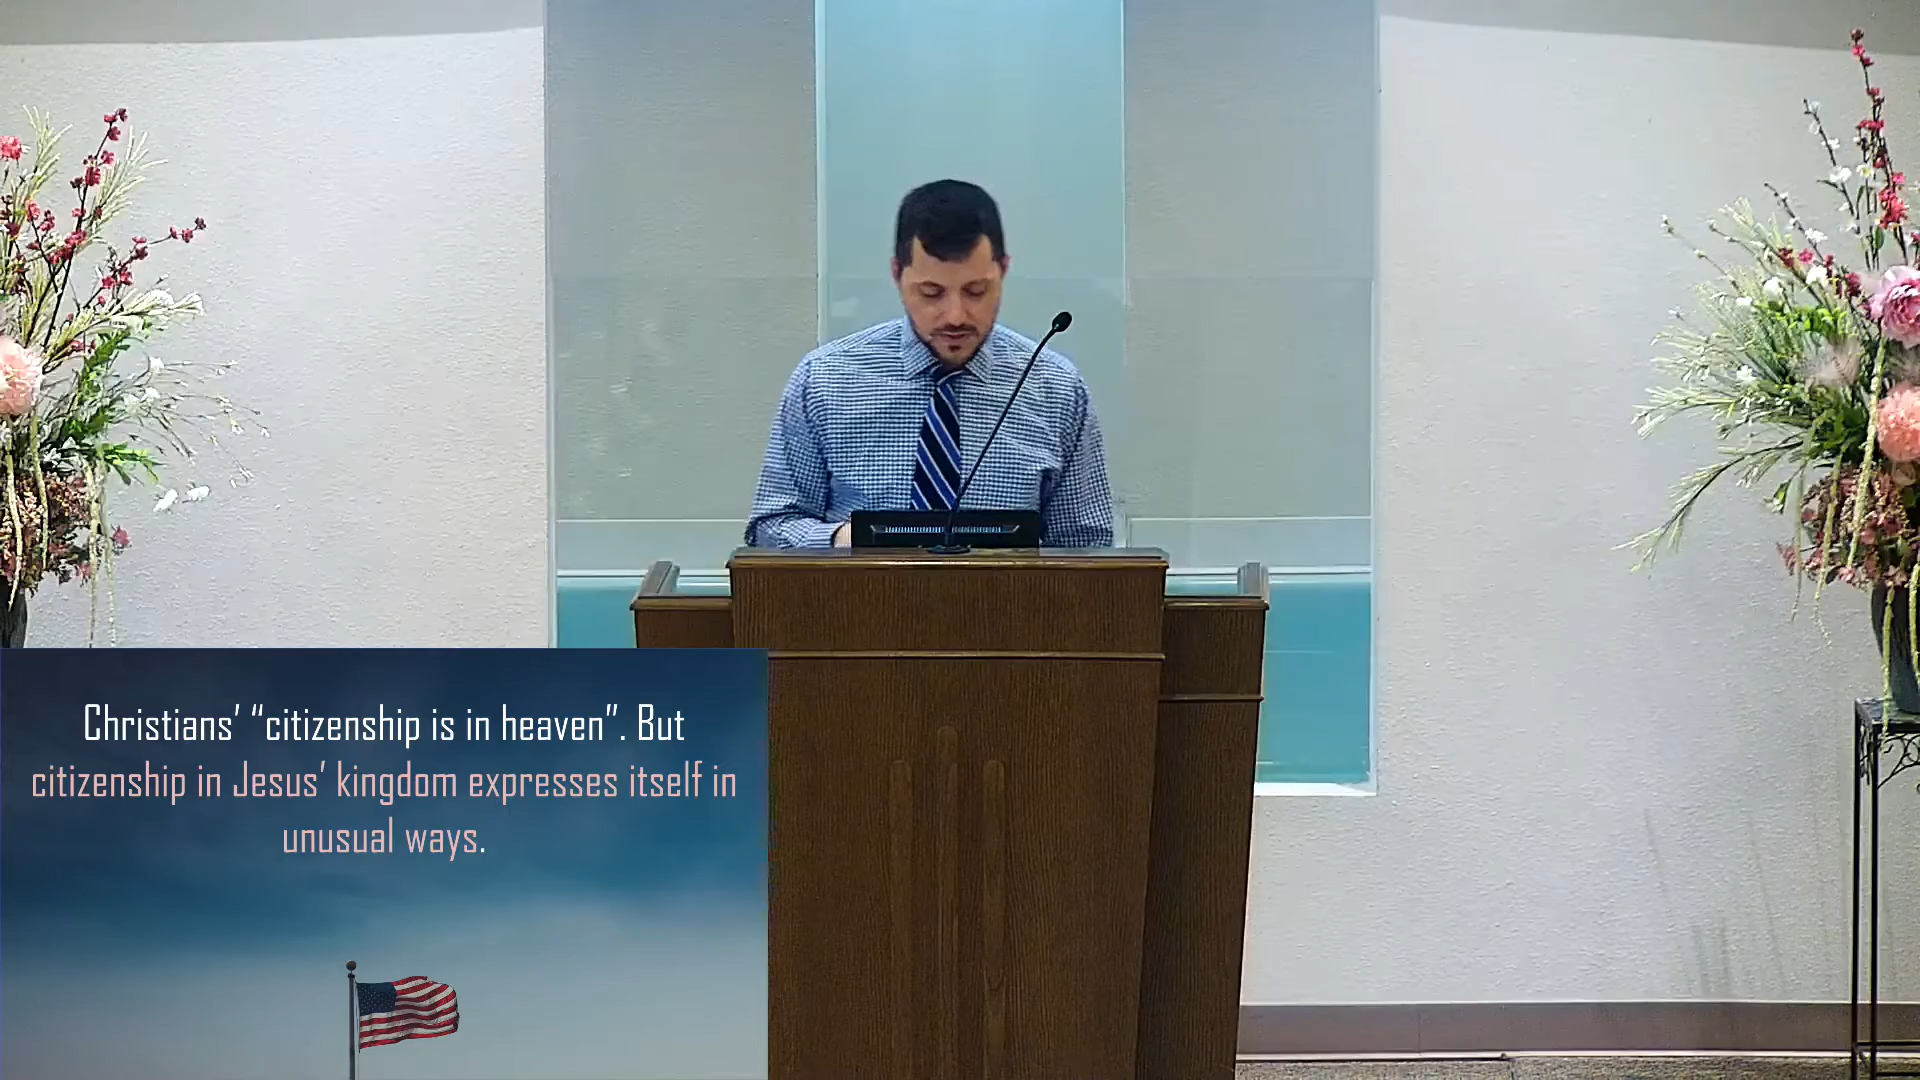 Christians’ “citizenship is in heaven”. But
citizenship in Jesus’ kingdom expresses itself in
unusual ways.